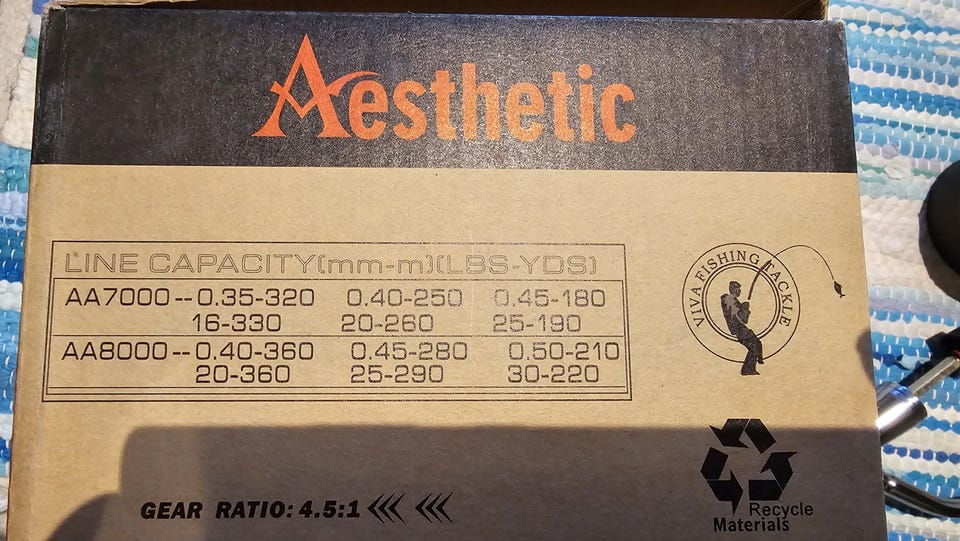 Aesthetic
LINE CAPACITY(mm-m)(LBS-YDS)
AA7000--0.35-320 0.40-250 0.45-180
16-330 20-260 25-190
AA8000--0.40-360 0.45-280 0.50-210
20-360 25-290 30-220
VIVA FISHING TACKLE
GEAR RATIO: 4.5:1
Recycle
Materials